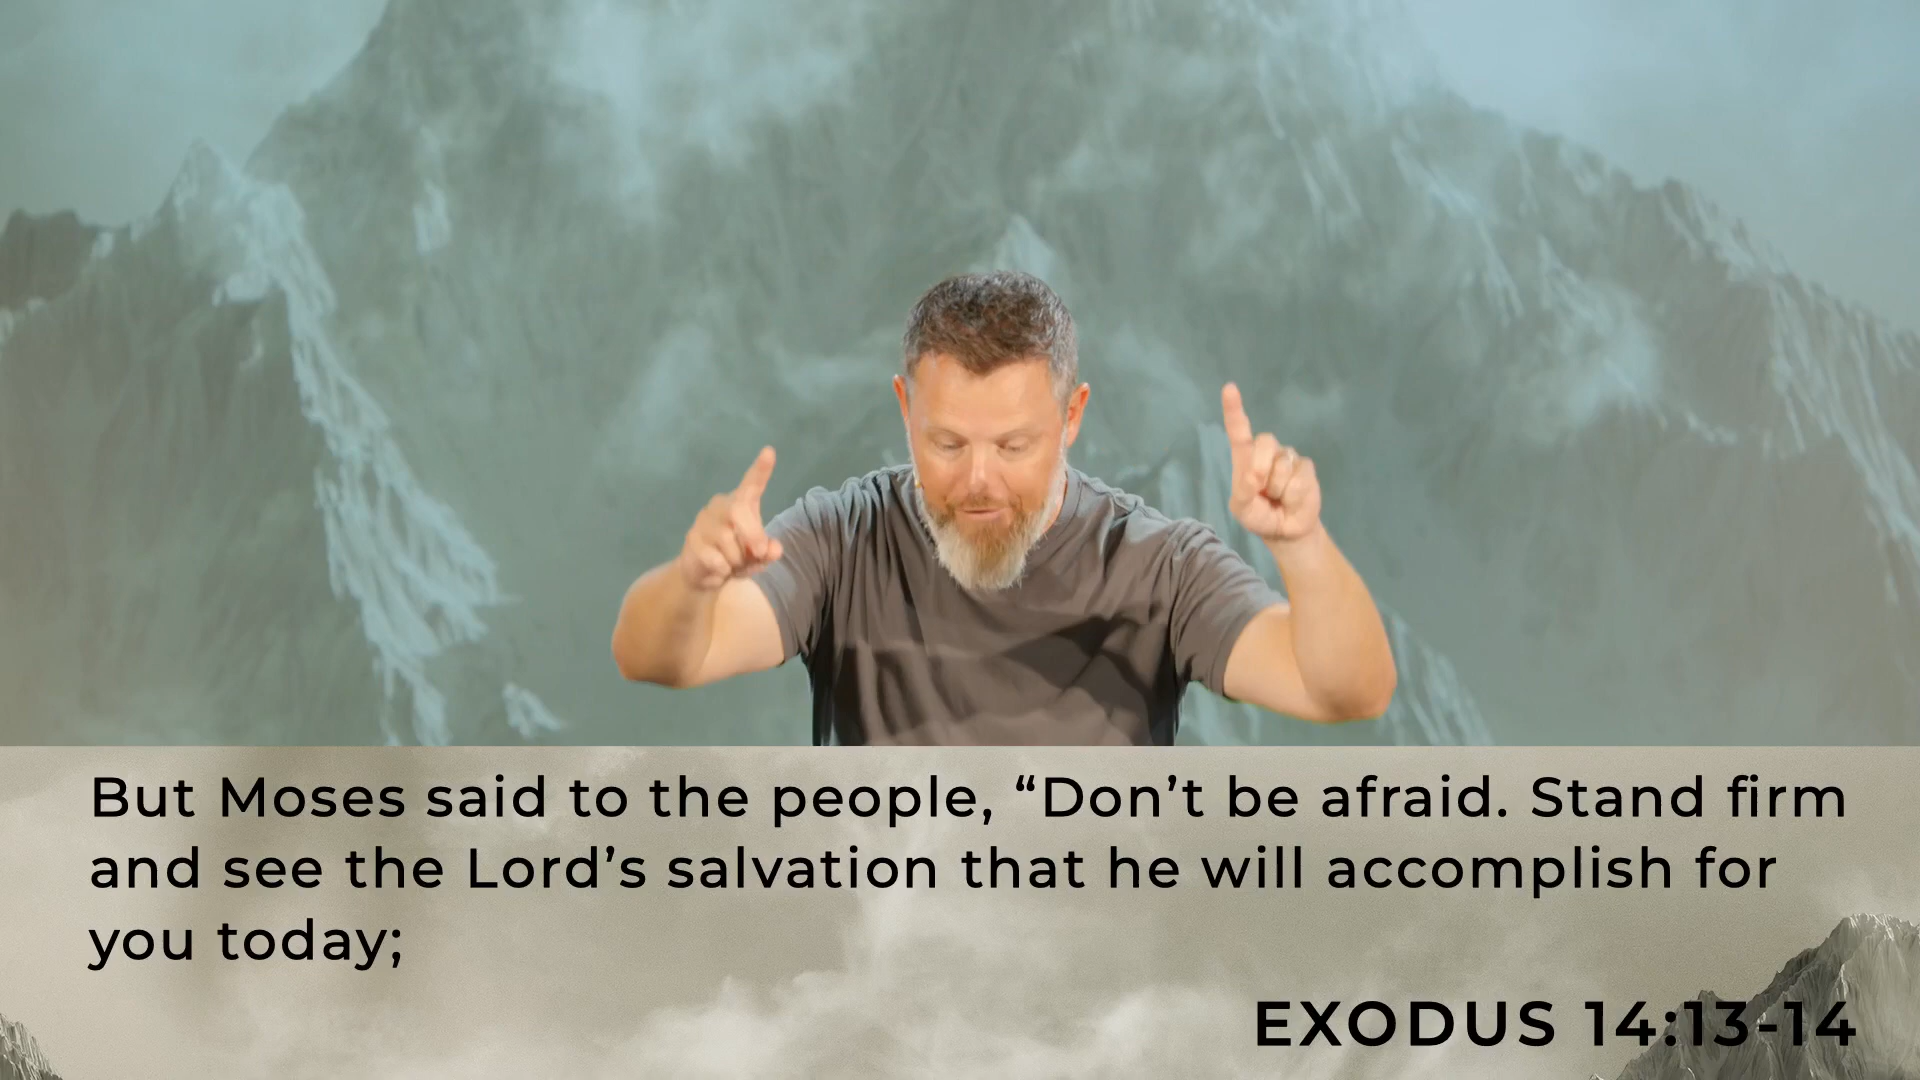 But Moses said to the people, “Don’t be afraid. Stand firm
and see the Lord’s salvation that he will accomplish for
you today;
EXODUS 14:13-14